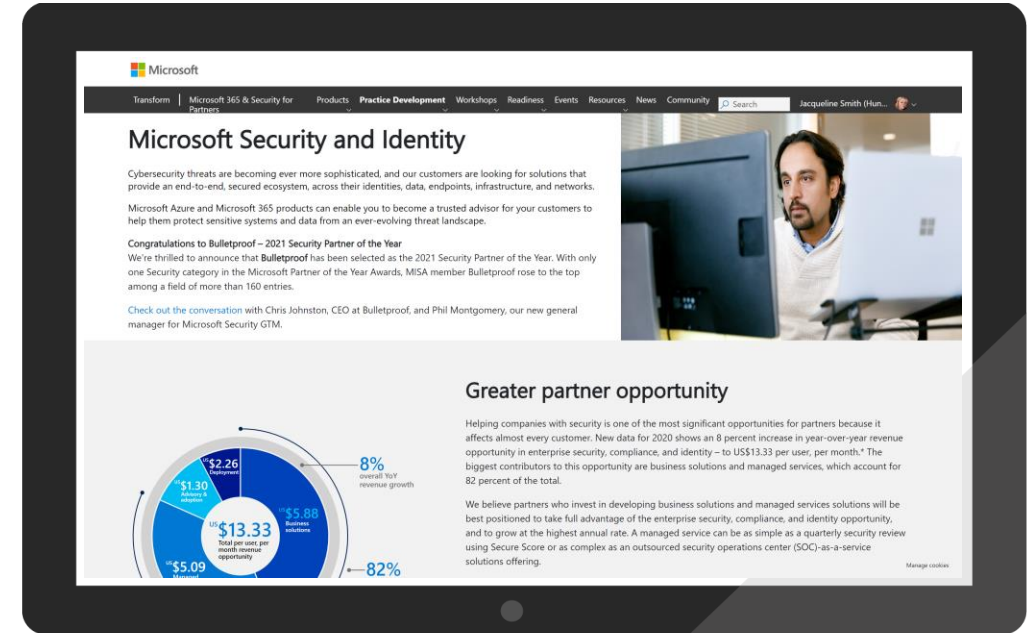 Microsoft
Transform | Microsoft 365 & Security for Partners Products Practice Development Workshops Readiness Events Resources News Community Search Jacqueline Smith (Hun...
Microsoft Security and Identity
Cybersecurity threats are becoming ever more sophisticated, and our customers are looking for solutions that
provide an end-to-end, secured ecosystem, across their identities, data, endpoints, infrastructure, and networks.
Microsoft Azure and Microsoft 365 products can enable you to become a trusted advisor for your customers to
help them protect sensitive systems and data from an ever-evolving threat landscape.
Congratulations to Bulletproof – 2021 Security Partner of the Year
We're thrilled to announce that Bulletproof has been selected as the 2021 Security Partner of the Year. With only
one Security category in the Microsoft Partner of the Year Awards, MISA member Bulletproof rose to the top
among a field of more than 160 entries.
Check out the conversation with Chris Johnston, CEO at Bulletproof, and Phil Montgomery, our new general
manager for Microsoft Security GTM.
Greater partner opportunity
Helping companies with security is one of the most significant opportunities for partners because it
affects almost every customer. New data for 2020 shows an 8 percent increase in year-over-year revenue
opportunity in enterprise security, compliance, and identity – to US$13.33 per user, per month.* The
biggest contributors to this opportunity are business solutions and managed services, which account for
82 percent of the total.
We believe partners who invest in developing business solutions and managed services solutions will be
best positioned to take full advantage of the enterprise security, compliance, and identity opportunity,
and to grow at the highest annual rate. A managed service can be as simple as a quarterly security review
using Secure Score or as complex as an outsourced security operations center (SOC)-as-a-service
solutions offering.
US$2.26
Deployment
US$1.30
Advisory &
adoption
US$5.88
Business
solutions
US$13.33
Total per user, per
month revenue
opportunity
US$5.09
Managed
8%
overall YoY
revenue growth
82%
Manage cookies